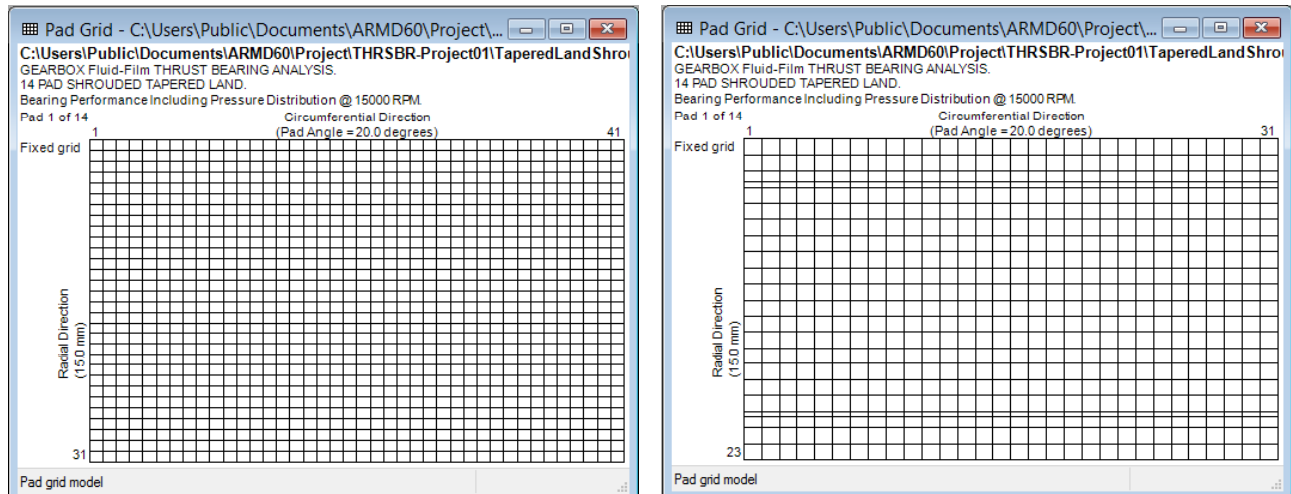 Pad Grid - C:\Users\Public\Documents\ARMD60\Project\...
C:\Users\Public\Documents\ARMD60\Project\THRSBR-Project01\TaperedLandShrou
GEARBOX Fluid-Film THRUST BEARING ANALYSIS.
14 PAD SHROUDED TAPERED LAND.
Bearing Performance Including Pressure Distribution @ 15000 RPM.
Pad 1 of 14
Circumferential Direction
1
(Pad Angle = 20.0 degrees)
41
Fixed grid
Radial Direction
(15.0 mm)
31
Pad grid model
Pad Grid - C:\Users\Public\Documents\ARMD60\Project\...
C:\Users\Public\Documents\ARMD60\Project\THRSBR-Project01\TaperedLandShrou
GEARBOX Fluid-Film THRUST BEARING ANALYSIS.
14 PAD SHROUDED TAPERED LAND.
Bearing Performance Including Pressure Distribution @ 15000 RPM.
Pad 1 of 14
Circumferential Direction
1
(Pad Angle = 20.0 degrees)
31
Fixed grid
Radial Direction
(15.0 mm)
23
Pad grid model